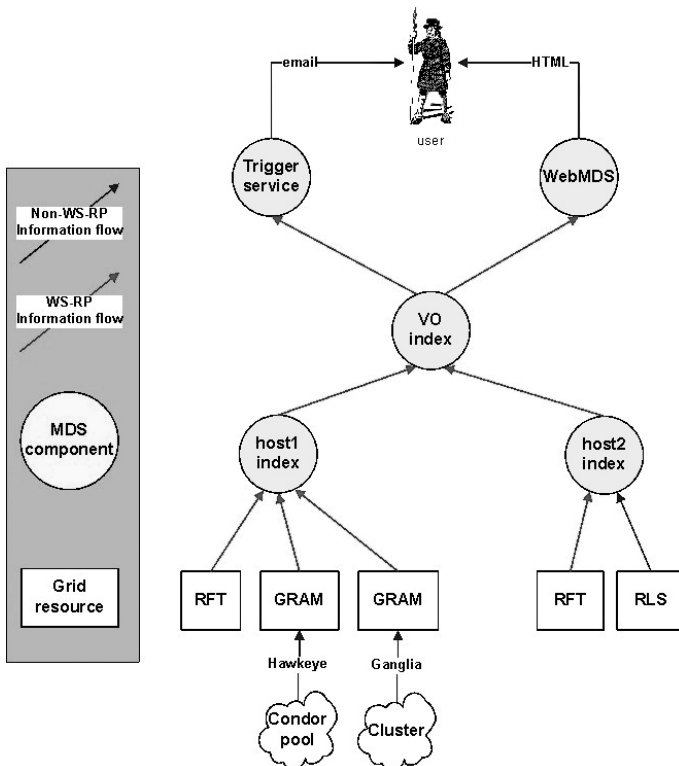 email
HTML
user
Trigger
service
WebMDS
Non-WS-RP
Information flow
WS-RP
Information flow
VO
index
MDS
component
host1
index
host2
index
Grid
resource
RFT
GRAM
GRAM
RFT
RLS
Hawkeye
Ganglia
Condor
pool
Cluster